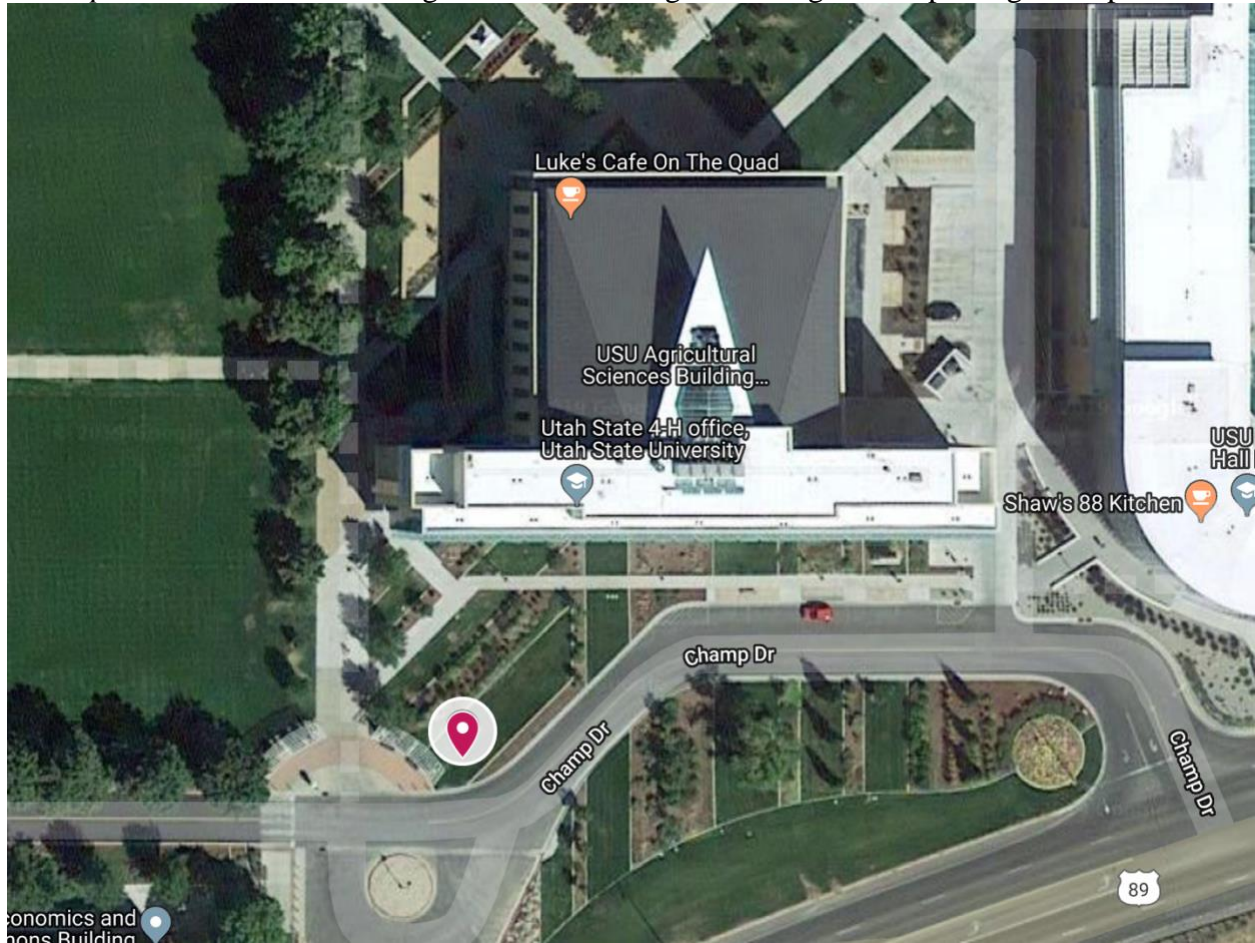 Luke's Cafe On The Quad
USU Agricultural
Sciences Building...
Utah State 4-H office,
Utah State University
USU
Hall
Shaw's 88 Kitchen
Champ Dr
Champ Dr
Champ Dr
89
conomics and
mons Building